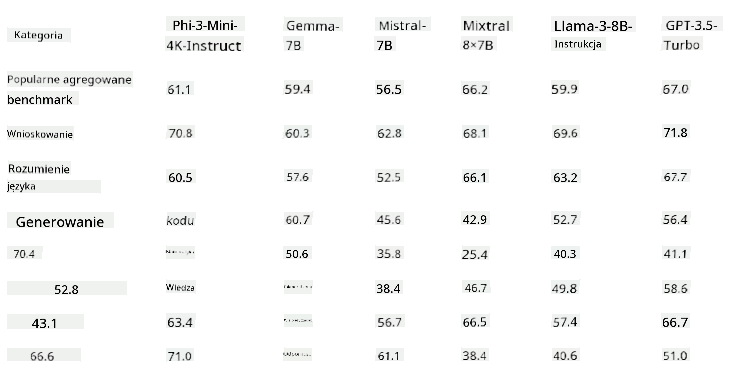 Kategoria Phi-3-Mini- Gemma- Mistral- Mixtral Llama-3-8B- GPT-3.5-
4K-Instruct 7B 7B 8×7B Instrukcja Turbo
Popularne agregowane
benchmark 61.1 59.4 56.5 66.2 59.9 67.0
Wnioskowanie 70.8 60.3 62.8 68.1 69.6 71.8
Rozumienie
języka 60.5 57.6 52.5 66.1 63.2 67.7
Generowanie kodu 60.7 45.6 42.9 52.7 56.4
70.4 50.6 35.8 25.4 40.3 41.1
52.8 Wiedza 38.4 46.7 49.8 58.6
43.1 63.4 56.7 66.5 57.4 66.7
66.6 71.0 61.1 38.4 40.6 51.0